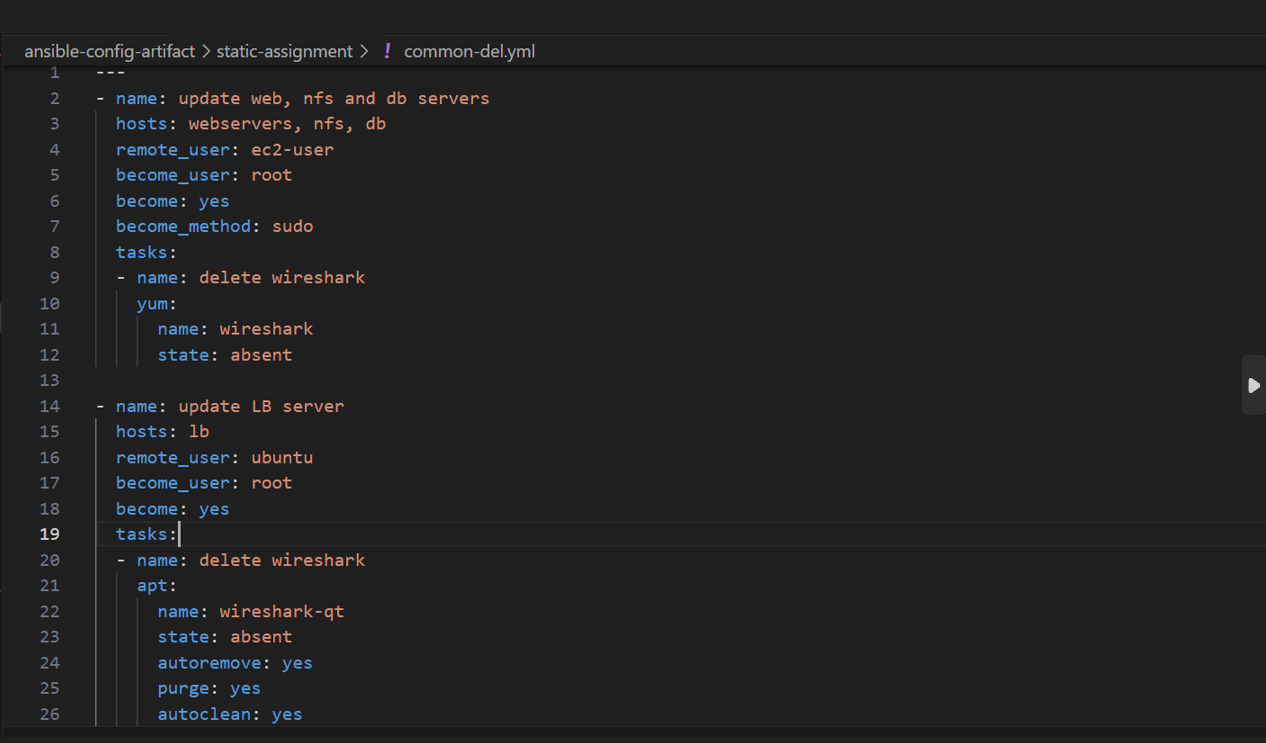 ansible-config-artifact > static-assignment > ! common-del.yml
1 ---
2 - name: update web, nfs and db servers
3   hosts: webservers, nfs, db
4   remote_user: ec2-user
5   become_user: root
6   become: yes
7   become_method: sudo
8   tasks:
9   - name: delete wireshark
10     yum:
11       name: wireshark
12       state: absent
13
14 - name: update LB server
15   hosts: lb
16   remote_user: ubuntu
17   become_user: root
18   become: yes
19   tasks:
20   - name: delete wireshark
21     apt:
22       name: wireshark-qt
23       state: absent
24       autoremove: yes
25       purge: yes
26       autoclean: yes